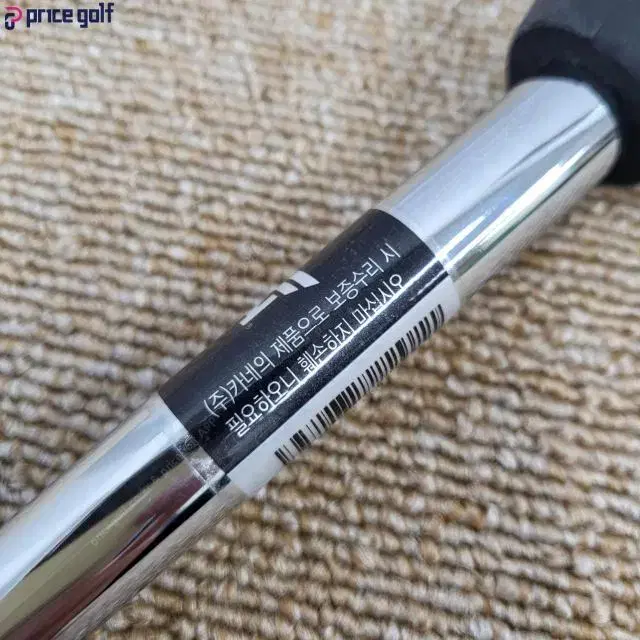 price golf
(주)카네의 제품으로 보증수리 시
필요하오니 훼손하지 마십시오